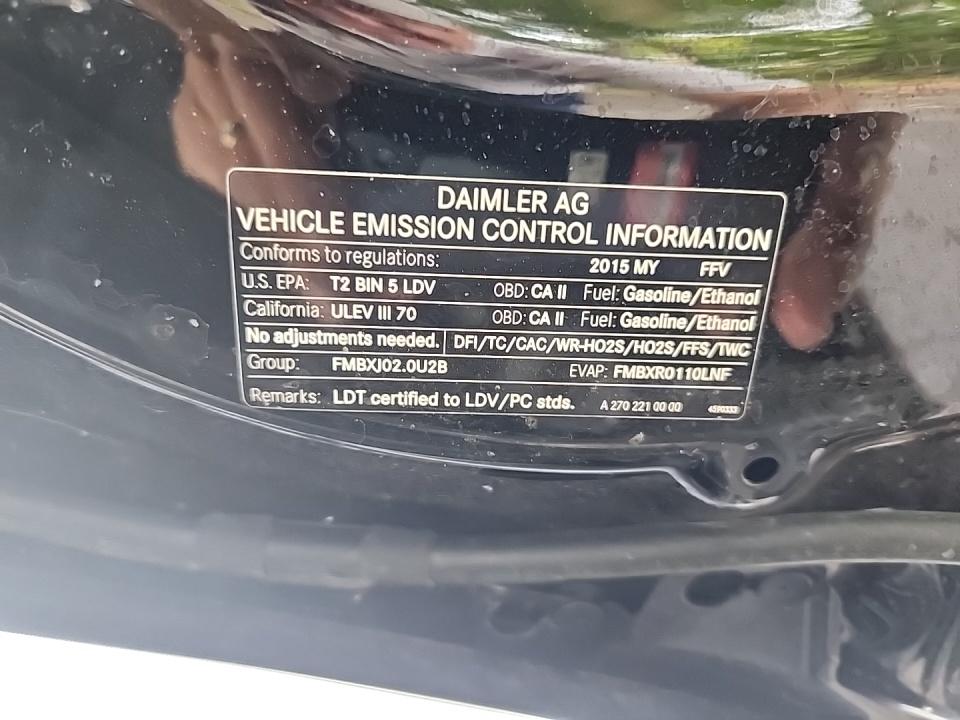 DAIMLER AG
VEHICLE EMISSION CONTROL INFORMATION
Conforms to regulations: 2015 MY FFV
U.S. EPA: T2 BIN 5 LDV OBD: CA II Fuel: Gasoline/Ethanol
California: ULEV III 70 OBD: CA II Fuel: Gasoline/Ethanol
No adjustments needed. DFI/TC/CAC/WR-HO2S/HO2S/FFS/TWC
Group: FMBXJ02.0U2B EVAP: FMBXR0110LNF
Remarks: LDT certified to LDV/PC stds. A 270 221 00 00